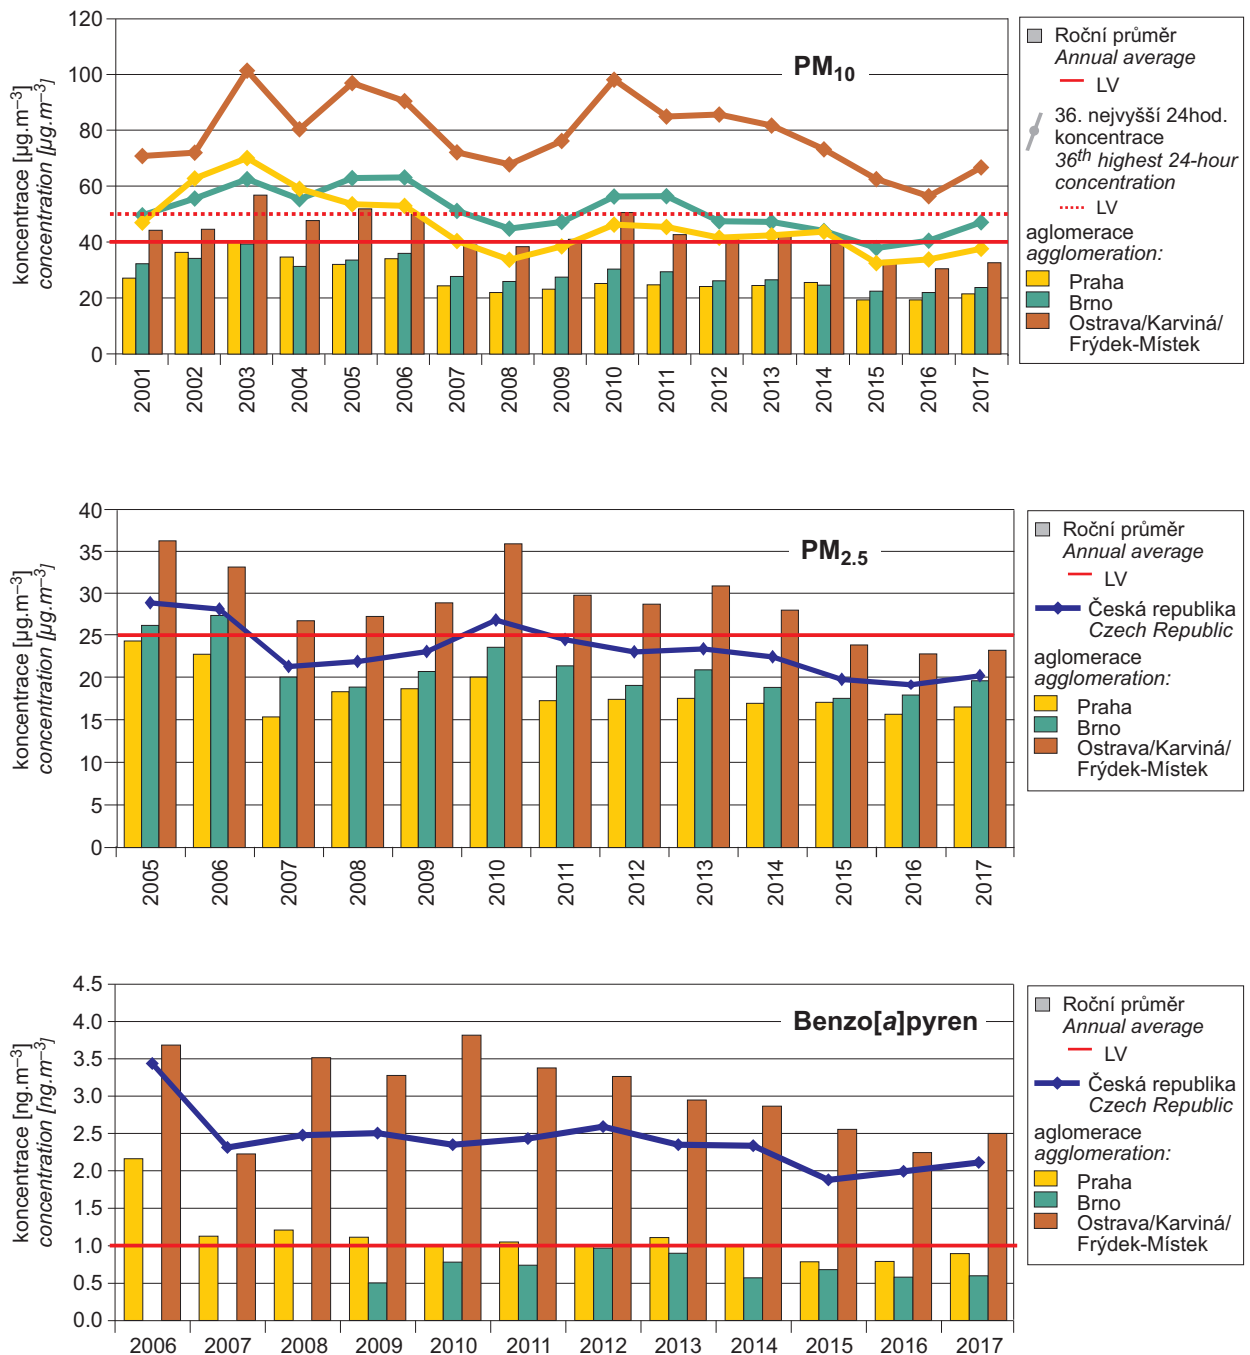 PM10
koncentrace [µg.m–3]
concentration [µg.m–3]
120
100
80
60
40
20
0
2001 2002 2003 2004 2005 2006 2007 2008 2009 2010 2011 2012 2013 2014 2015 2016 2017
Roční průměr
Annual average
LV
36. nejvyšší 24hod.
koncentrace
36th highest 24-hour
concentration
LV
aglomerace
agglomeration:
Praha
Brno
Ostrava/Karviná/
Frýdek-Místek
PM2.5
koncentrace [µg.m–3]
concentration [µg.m–3]
40
35
30
25
20
15
10
5
0
2005 2006 2007 2008 2009 2010 2011 2012 2013 2014 2015 2016 2017
Roční průměr
Annual average
LV
Česká republika
Czech Republic
aglomerace
agglomeration:
Praha
Brno
Ostrava/Karviná/
Frýdek-Místek
Benzo[a]pyren
koncentrace [ng.m–3]
concentration [ng.m–3]
4.5
4.0
3.5
3.0
2.5
2.0
1.5
1.0
0.5
0.0
2006 2007 2008 2009 2010 2011 2012 2013 2014 2015 2016 2017
Roční průměr
Annual average
LV
Česká republika
Czech Republic
aglomerace
agglomeration:
Praha
Brno
Ostrava/Karviná/
Frýdek-Místek